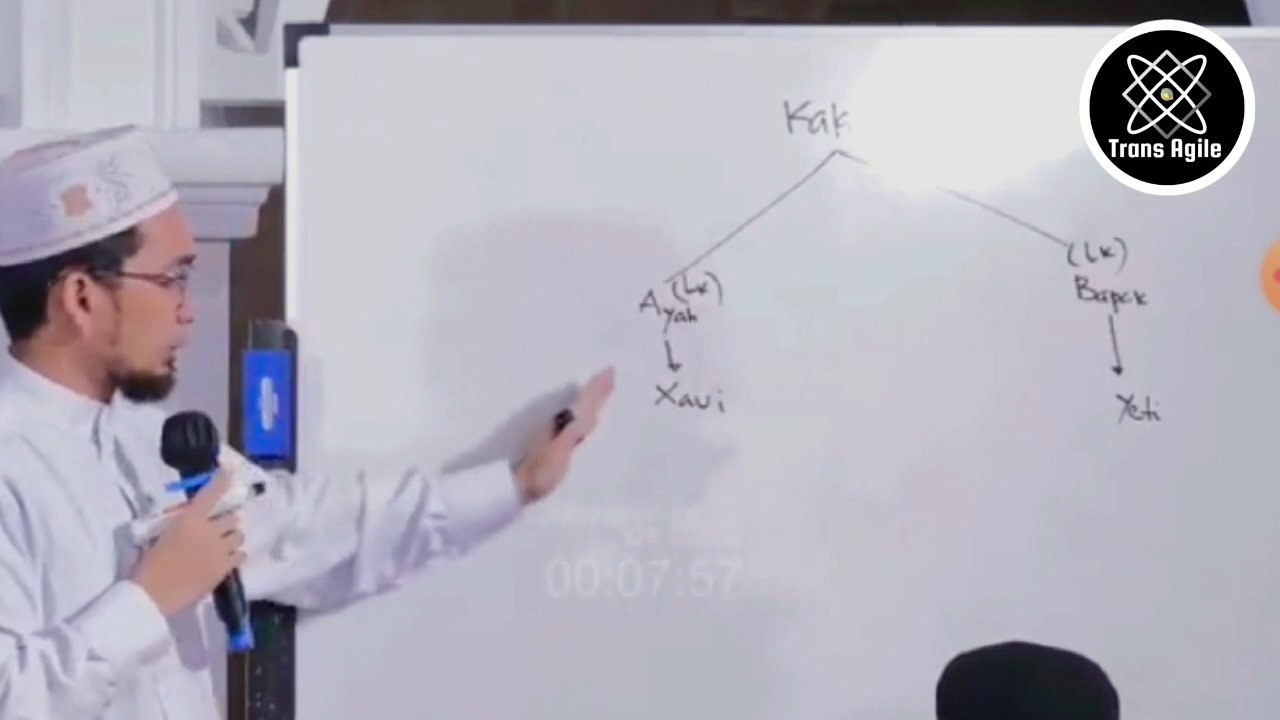 Kak
(Lk)
Ayah
Xavi
(Lk)
Bapak
Yeti
Trans Agile
00:07:57